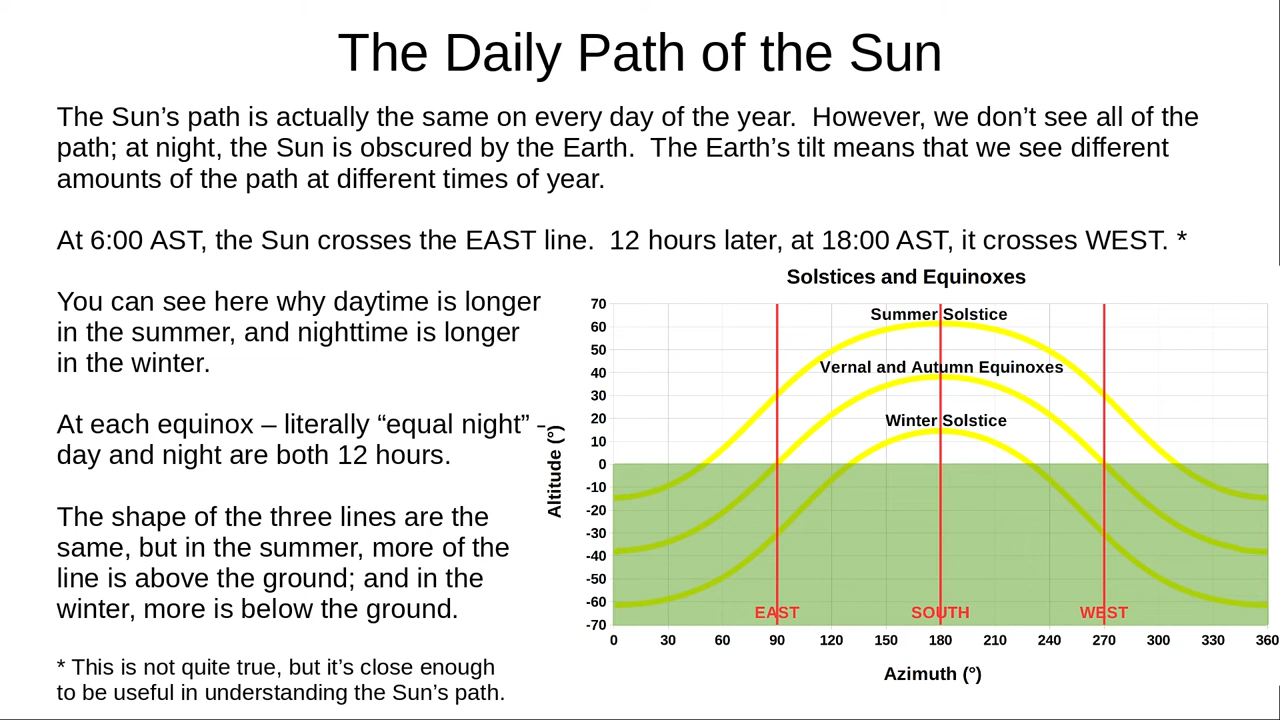 The Daily Path of the Sun
The Sun’s path is actually the same on every day of the year.  However, we don’t see all of the
path; at night, the Sun is obscured by the Earth.  The Earth’s tilt means that we see different
amounts of the path at different times of year.
At 6:00 AST, the Sun crosses the EAST line.  12 hours later, at 18:00 AST, it crosses WEST. *
You can see here why daytime is longer
in the summer, and nighttime is longer
in the winter.
At each equinox – literally “equal night” –
day and night are both 12 hours.
The shape of the three lines are the
same, but in the summer, more of the
line is above the ground; and in the
winter, more is below the ground.
* This is not quite true, but it’s close enough
to be useful in understanding the Sun’s path.
Solstices and Equinoxes
Altitude (°)
70
60
50
40
30
20
10
0
-10
-20
-30
-40
-50
-60
-70
Summer Solstice
Vernal and Autumn Equinoxes
Winter Solstice
EAST SOUTH WEST
0 30 60 90 120 150 180 210 240 270 300 330 360
Azimuth (°)